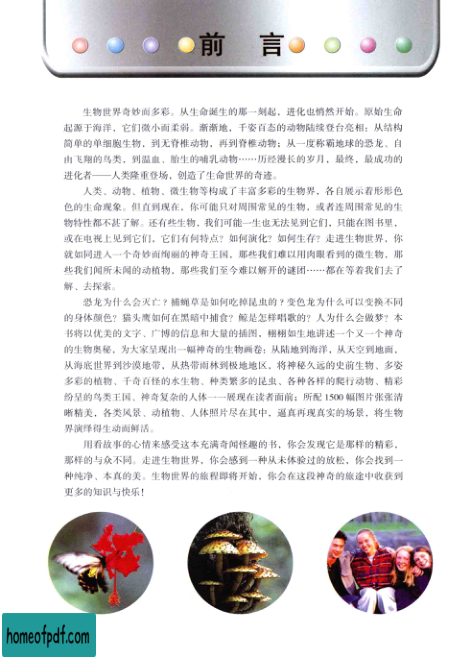 前 言
生物世界奇妙而多彩。从生命诞生的那一刻起，进化也悄然开始。原始生命
起源于海洋，它们微小而柔弱。渐渐地，千姿百态的动物陆续登台亮相：从结构
简单的单细胞生物，到无脊椎动物，再到脊椎动物；从一度称霸地球的恐龙、自
由飞翔的鸟类，到温血、胎生的哺乳动物……历经漫长的岁月，最终，最成功的
进化者——人类隆重登场，创造了生命世界的奇迹。
人类、动物、植物、微生物等构成了丰富多彩的生物界，各自展示着形形色
色的生命现象。但直到现在，你可能只对周围常见的生物，或者连周围常见的生
物特性都不甚了解。还有些生物，我们可能一生也无法见到它们，只能在图书里，
或在电视上见到它们，它们有何特点？如何演化？如何生存？走进生物世界，你
就如同进入一个奇妙而绚丽的神奇王国，那些我们难以用肉眼看到的微生物，那
些我们闻所未闻的动植物，那些我们至今难以解开的谜团……都在等着我们去了
解、去探索。
恐龙为什么会灭亡？捕蝇草是如何吃掉昆虫的？变色龙为什么可以变换不同
的身体颜色？猫头鹰如何在黑暗中捕食？鲸是怎样唱歌的？人为什么会做梦？本
书将以优美的文字、广博的信息和大量的插图，栩栩如生地讲述一个又一个神奇
的生物奥秘，为大家呈现出一幅神奇的生物画卷：从陆地到海洋，从天空到地面，
从海底世界到沙漠地带，从热带雨林到极地地区，将神秘久远的史前生物、多姿
多彩的植物、千奇百怪的水生物、种类繁多的昆虫、各种各样的爬行动物、精彩
纷呈的鸟类王国、神奇复杂的人体一一展现在读者面前；所配 1500 幅图片张张清
晰精美，各类风景、动植物、人体照片尽在其中，逼真再现真实的场景，将生物
界演绎得生动而鲜活。
用看故事的心情来感受这本充满奇闻怪趣的书，你会发现它是那样的精彩，
那样的与众不同。走进生物世界，你会感到一种从未体验过的放松，你会找到一
种纯净、本真的美。生物世界的旅程即将开始，你会在这段神奇的旅途中收获到
更多的知识与快乐！
homeofpdf.com